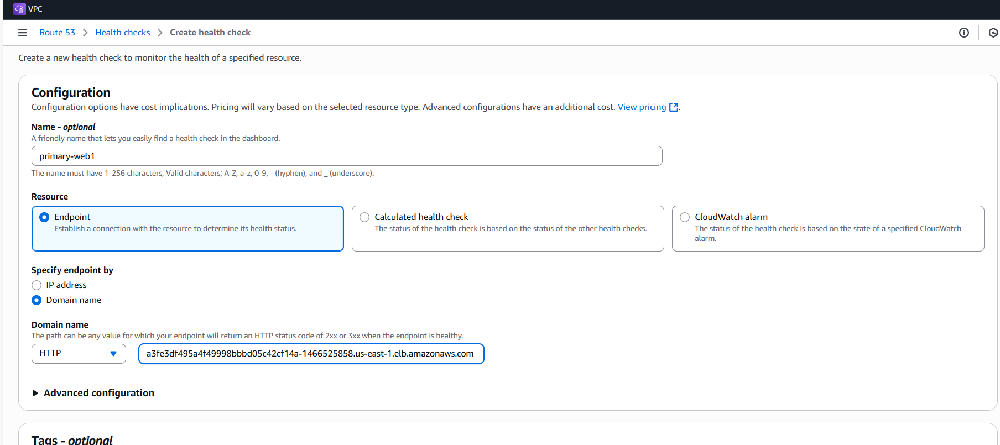 VPC
Route 53 > Health checks > Create health check
Create a new health check to monitor the health of a specified resource.
Configuration
Configuration options have cost implications. Pricing will vary based on the selected resource type. Advanced configurations have an additional cost. View pricing.
Name - optional
A friendly name that lets you easily find a health check in the dashboard.
primary-web1
The name must have 1-256 characters, Valid characters; A-Z, a-z, 0-9, - (hyphen), and _ (underscore).
Resource
Endpoint
Establish a connection with the resource to determine its health status.
Calculated health check
The status of the health check is based on the status of the other health checks.
CloudWatch alarm
The status of the health check is based on the state of a specified CloudWatch
alarm.
Specify endpoint by
IP address
Domain name
Domain name
The path can be any value for which your endpoint will return an HTTP status code of 2xx or 3xx when the endpoint is healthy.
HTTP
a3fe3df495a4f49998bbbd05c42cf14a-1466525858.us-east-1.elb.amazonaws.com
Advanced configuration
Tags - optional